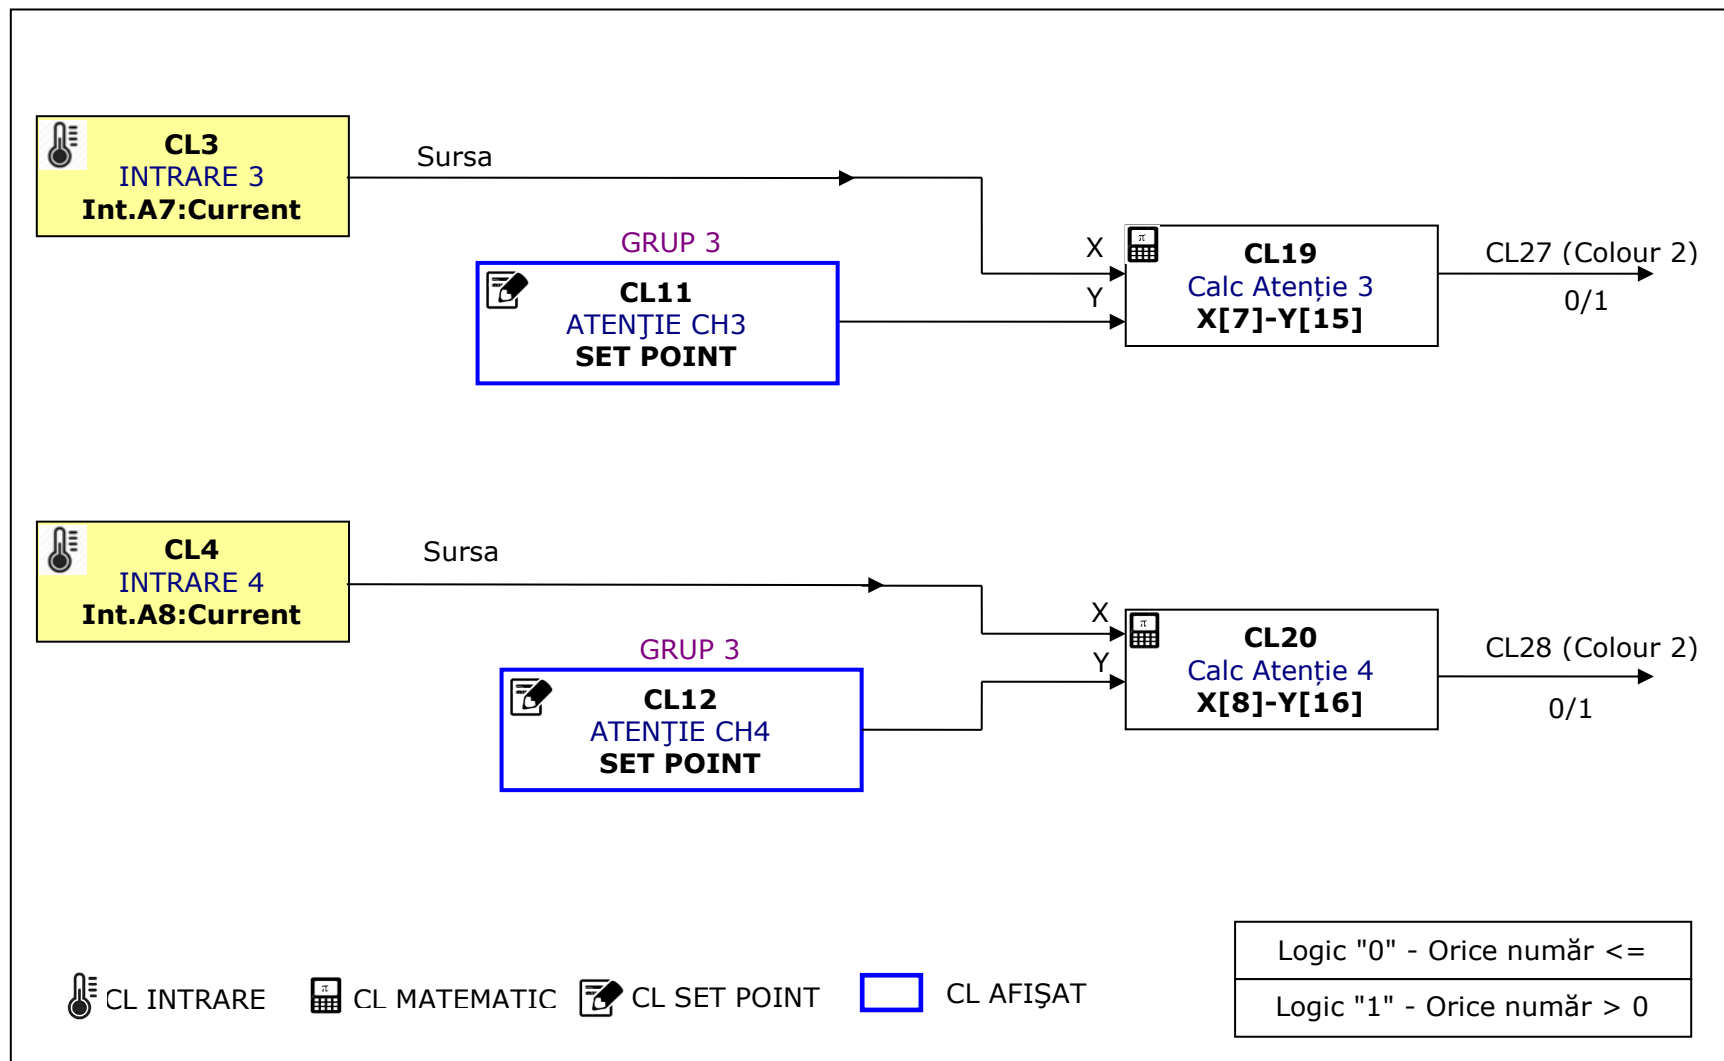 CL3
INTRARE 3
Int.A7:Current
Sursa
GRUP 3
CL11
ATENŢIE CH3
SET POINT
X
Y
CL19
Calc Atenție 3
X[7]-Y[15]
CL27 (Colour 2)
0/1
CL4
INTRARE 4
Int.A8:Current
Sursa
GRUP 3
CL12
ATENŢIE CH4
SET POINT
X
Y
CL20
Calc Atenție 4
X[8]-Y[16]
CL28 (Colour 2)
0/1
CL INTRARE
CL MATEMATIC
CL SET POINT
CL AFIŞAT
Logic "0" - Orice număr <=
Logic "1" - Orice număr > 0